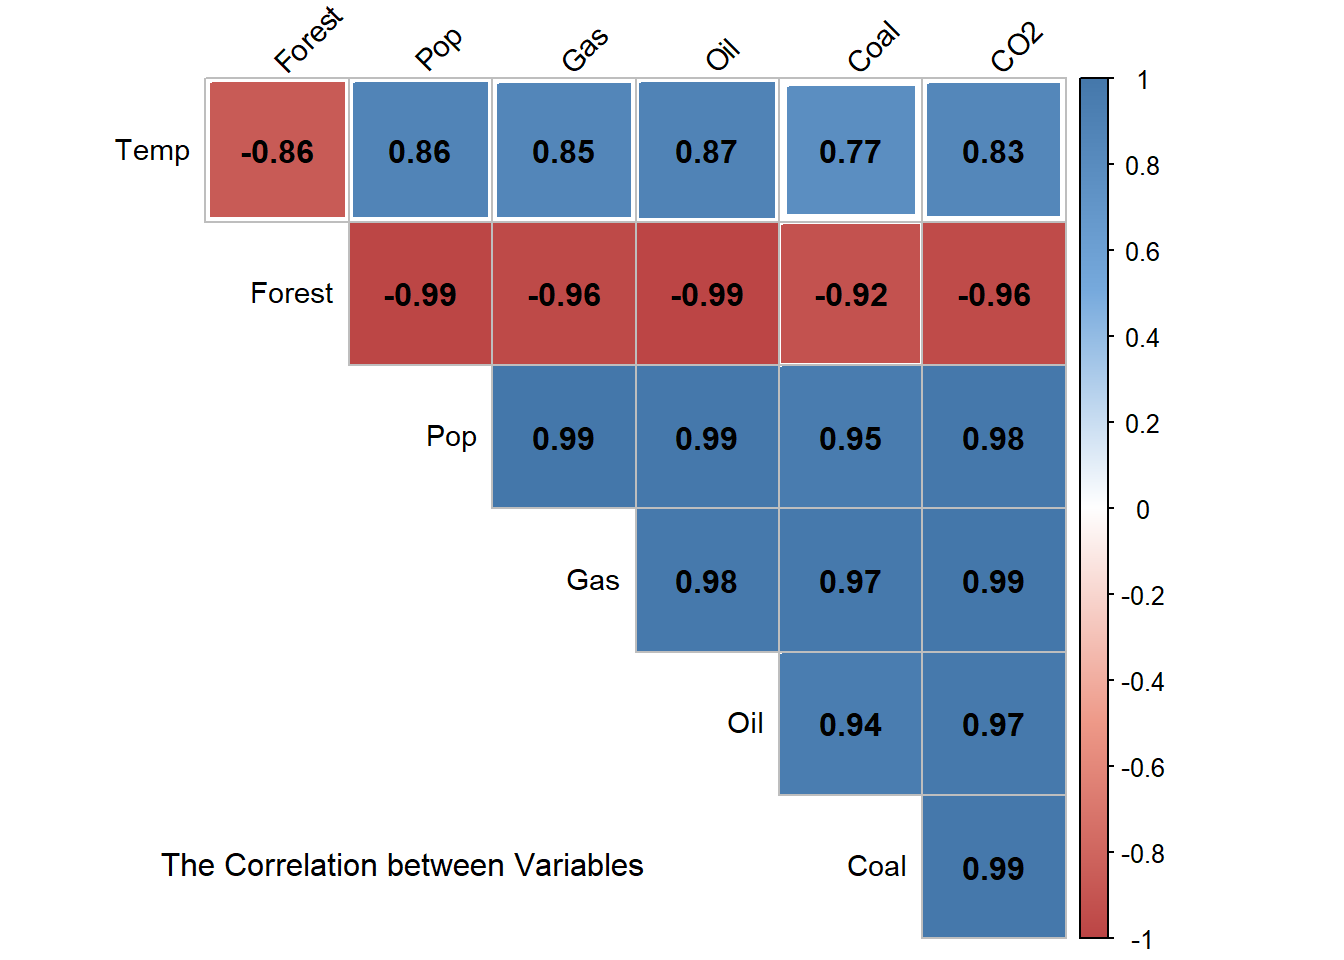 Forest Pop Gas Oil Coal CO2
1
Temp -0.86 0.86 0.85 0.87 0.77 0.83
0.8
0.6
Forest -0.99 -0.96 -0.99 -0.92 -0.96
0.4
Pop 0.99 0.99 0.95 0.98
0.2
0
Gas 0.98 0.97 0.99
-0.2
-0.4
Oil 0.94 0.97
-0.6
-0.8
The Correlation between Variables
Coal 0.99
-1